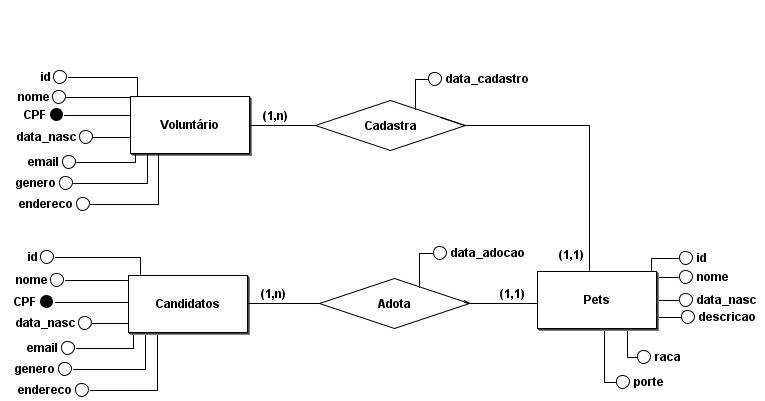 id
nome
CPF
data_nasc
email
genero
endereco
Voluntário
(1,n)
Cadastra
data_cadastro
(1,1)
id
nome
CPF
data_nasc
email
genero
endereco
Candidatos
(1,n)
Adota
data_adocao
(1,1)
Pets
id
nome
data_nasc
descricao
raca
porte